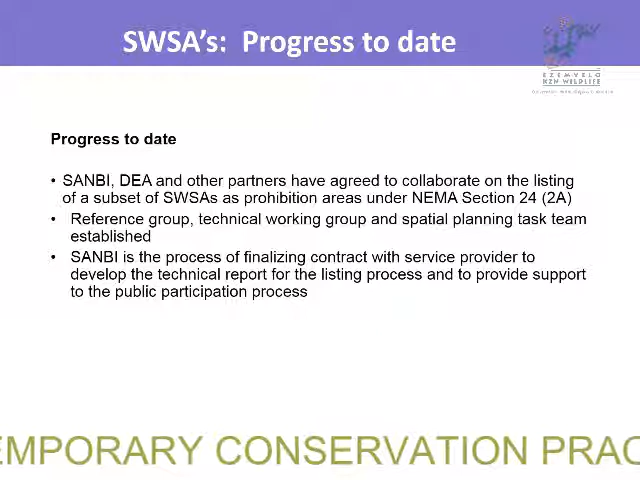 SWSA's: Progress to date
EZEMVELO
KZN WILDLIFE
Progress to date
• SANBI, DEA and other partners have agreed to collaborate on the listing
of a subset of SWSAs as prohibition areas under NEMA Section 24 (2A)
• Reference group, technical working group and spatial planning task team
established
• SANBI is the process of finalizing contract with service provider to
develop the technical report for the listing process and to provide support
to the public participation process
EMPORARY CONSERVATION PRAC